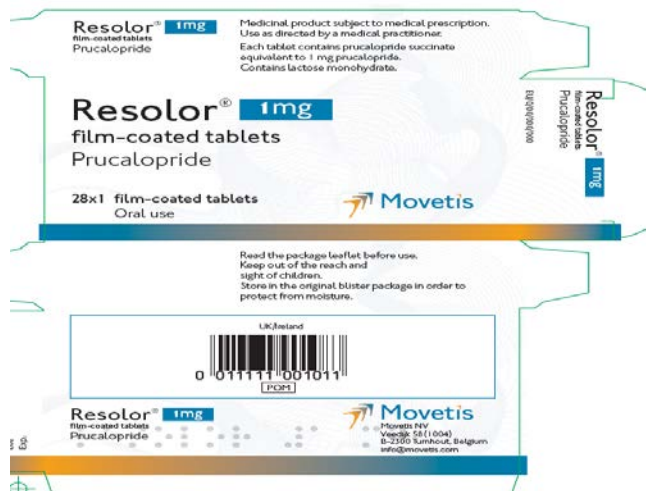 Resolor® 1mg
film-coated tablets
Prucalopride
Medicinal product subject to medical prescription.
Use as directed by a medical practitioner.
Each tablet contains prucalopride succinate
equivalent to 1 mg prucalopride.
Contains lactose monohydrate.
Resolor® 1mg
film-coated tablets
Prucalopride
28x1 film-coated tablets
Oral use
Movetis
Resolor® 1mg
film-coated tablets
Prucalopride
Read the package leaflet before use.
Keep out of the reach and
sight of children.
Store in the original blister package in order to
protect from moisture.
UK/Ireland
0 011111 001011
POM
Resolor® 1mg
film-coated tablets
Prucalopride
Movetis
Movetis NV
Veedijk 58 (1004)
B-2300 Turnhout, Belgium
info@movetis.com
Exp.